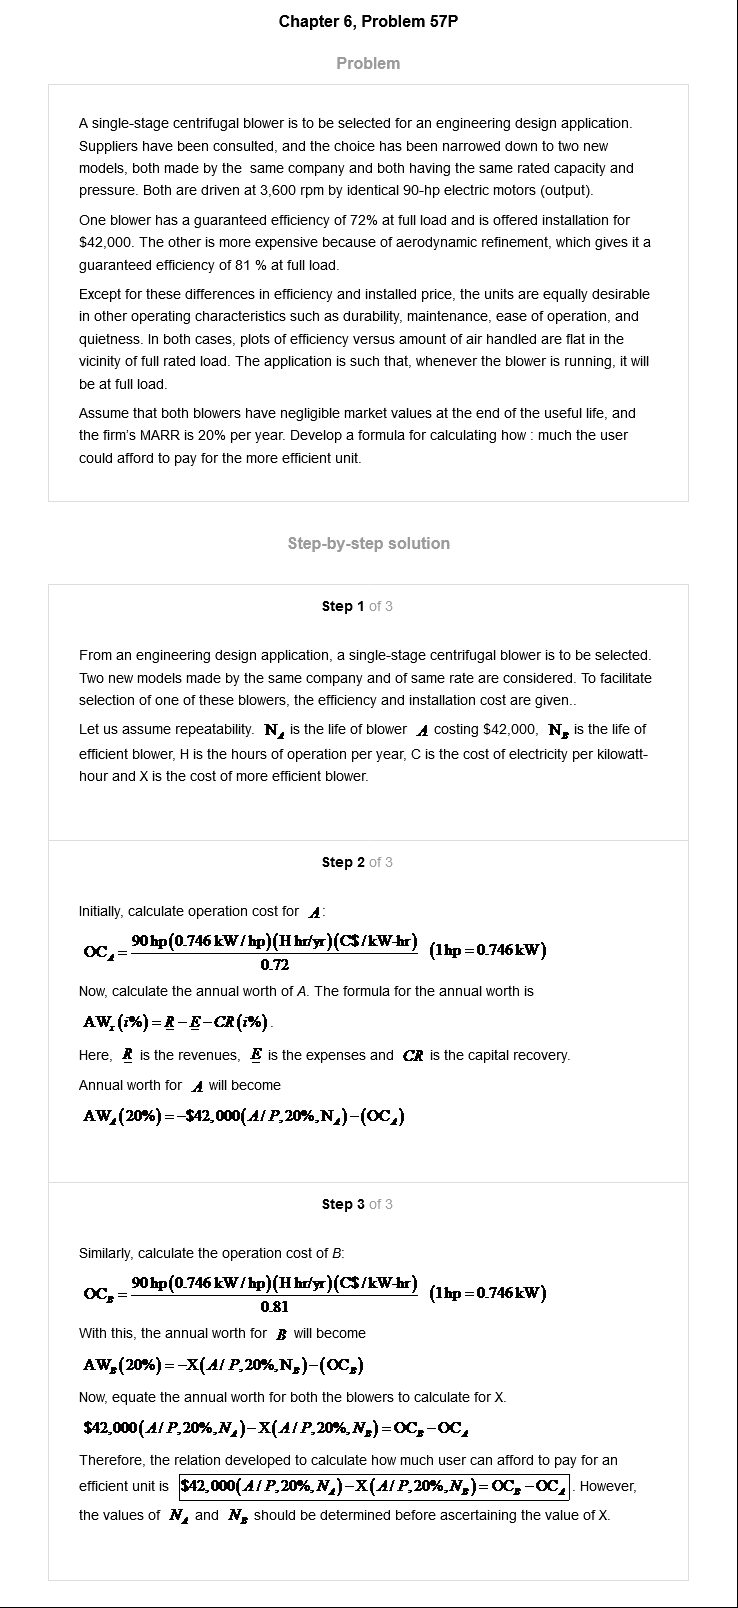 Chapter 6, Problem 57P
Problem
A single-stage centrifugal blower is to be selected for an engineering design application.
Suppliers have been consulted, and the choice has been narrowed down to two new
models, both made by the same company and both having the same rated capacity and
pressure. Both are driven at 3,600 rpm by identical 90-hp electric motors (output).
One blower has a guaranteed efficiency of 72% at full load and is offered installation for
$42,000. The other is more expensive because of aerodynamic refinement, which gives it a
guaranteed efficiency of 81 % at full load.
Except for these differences in efficiency and installed price, the units are equally desirable
in other operating characteristics such as durability, maintenance, ease of operation, and
quietness. In both cases, plots of efficiency versus amount of air handled are flat in the
vicinity of full rated load. The application is such that, whenever the blower is running, it will
be at full load.
Assume that both blowers have negligible market values at the end of the useful life, and
the firm's MARR is 20% per year. Develop a formula for calculating how : much the user
could afford to pay for the more efficient unit.
Step-by-step solution
Step 1 of 3
From an engineering design application, a single-stage centrifugal blower is to be selected.
Two new models made by the same company and of same rate are considered. To facilitate
selection of one of these blowers, the efficiency and installation cost are given..
Let us assume repeatability. N_A is the life of blower A costing $42,000, N_B is the life of
efficient blower, H is the hours of operation per year, C is the cost of electricity per kilowatt-
hour and X is the cost of more efficient blower.
Step 2 of 3
Initially, calculate operation cost for A:
OC_A = 90 hp(0.746 kW / hp)(H hr/yr)(C$ / kW-hr) / 0.72 (1 hp = 0.746 kW)
Now, calculate the annual worth of A. The formula for the annual worth is
AW_x(i%) = R − E − CR(i%).
Here, R is the revenues, E is the expenses and CR is the capital recovery.
Annual worth for A will become
AW_A(20%) = −$42,000(A / P,20%,N_A) − (OC_A)
Step 3 of 3
Similarly, calculate the operation cost of B:
OC_B = 90 hp(0.746 kW / hp)(H hr/yr)(C$ / kW-hr) / 0.81 (1 hp = 0.746 kW)
With this, the annual worth for B will become
AW_B(20%) = −X(A / P,20%,N_B) − (OC_B)
Now, equate the annual worth for both the blowers to calculate for X.
$42,000(A / P,20%,N_A) − X(A / P,20%,N_B) = OC_B − OC_A
Therefore, the relation developed to calculate how much user can afford to pay for an
efficient unit is $42,000(A / P,20%,N_A) − X(A / P,20%,N_B) = OC_B − OC_A . However,
the values of N_A and N_B should be determined before ascertaining the value of X.